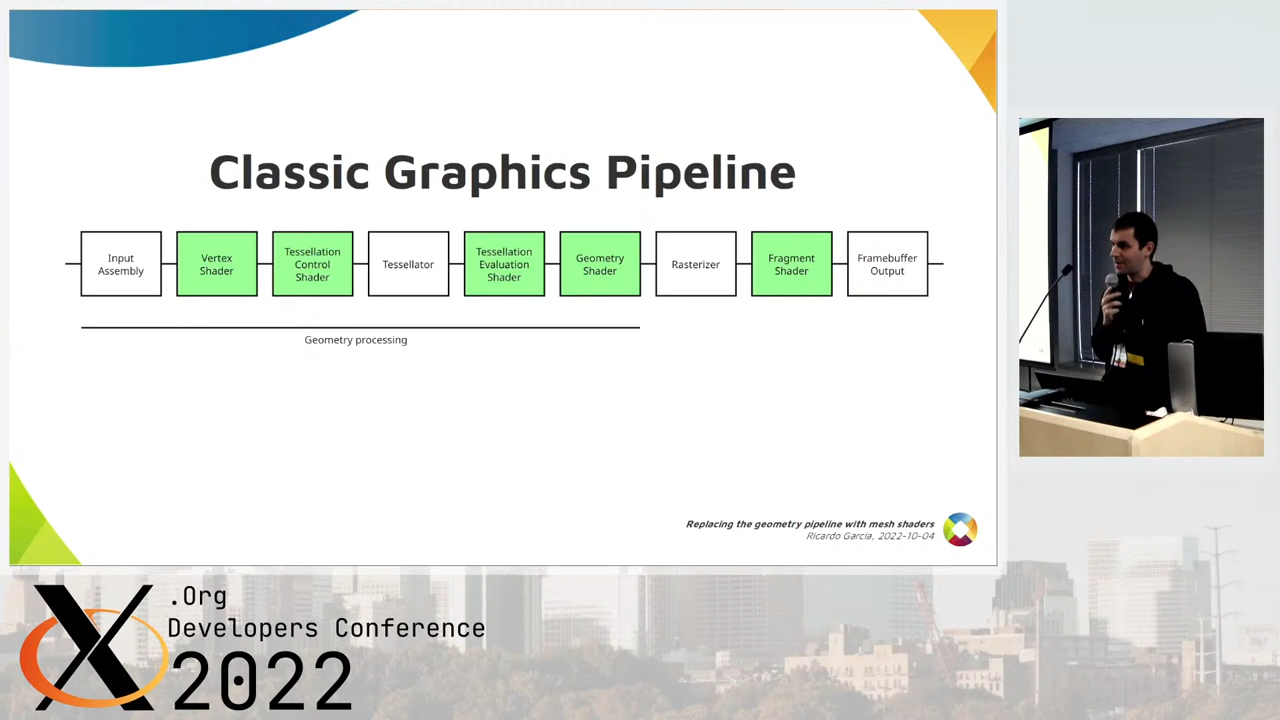 Classic Graphics Pipeline
Input
Assembly
Vertex
Shader
Tessellation
Control
Shader
Tessellator
Tessellation
Evaluation
Shader
Geometry
Shader
Rasterizer
Fragment
Shader
Framebuffer
Output
Geometry processing
Replacing the geometry pipeline with mesh shaders
Ricardo Garcia, 2022-10-04
X.Org
Developers Conference
2022